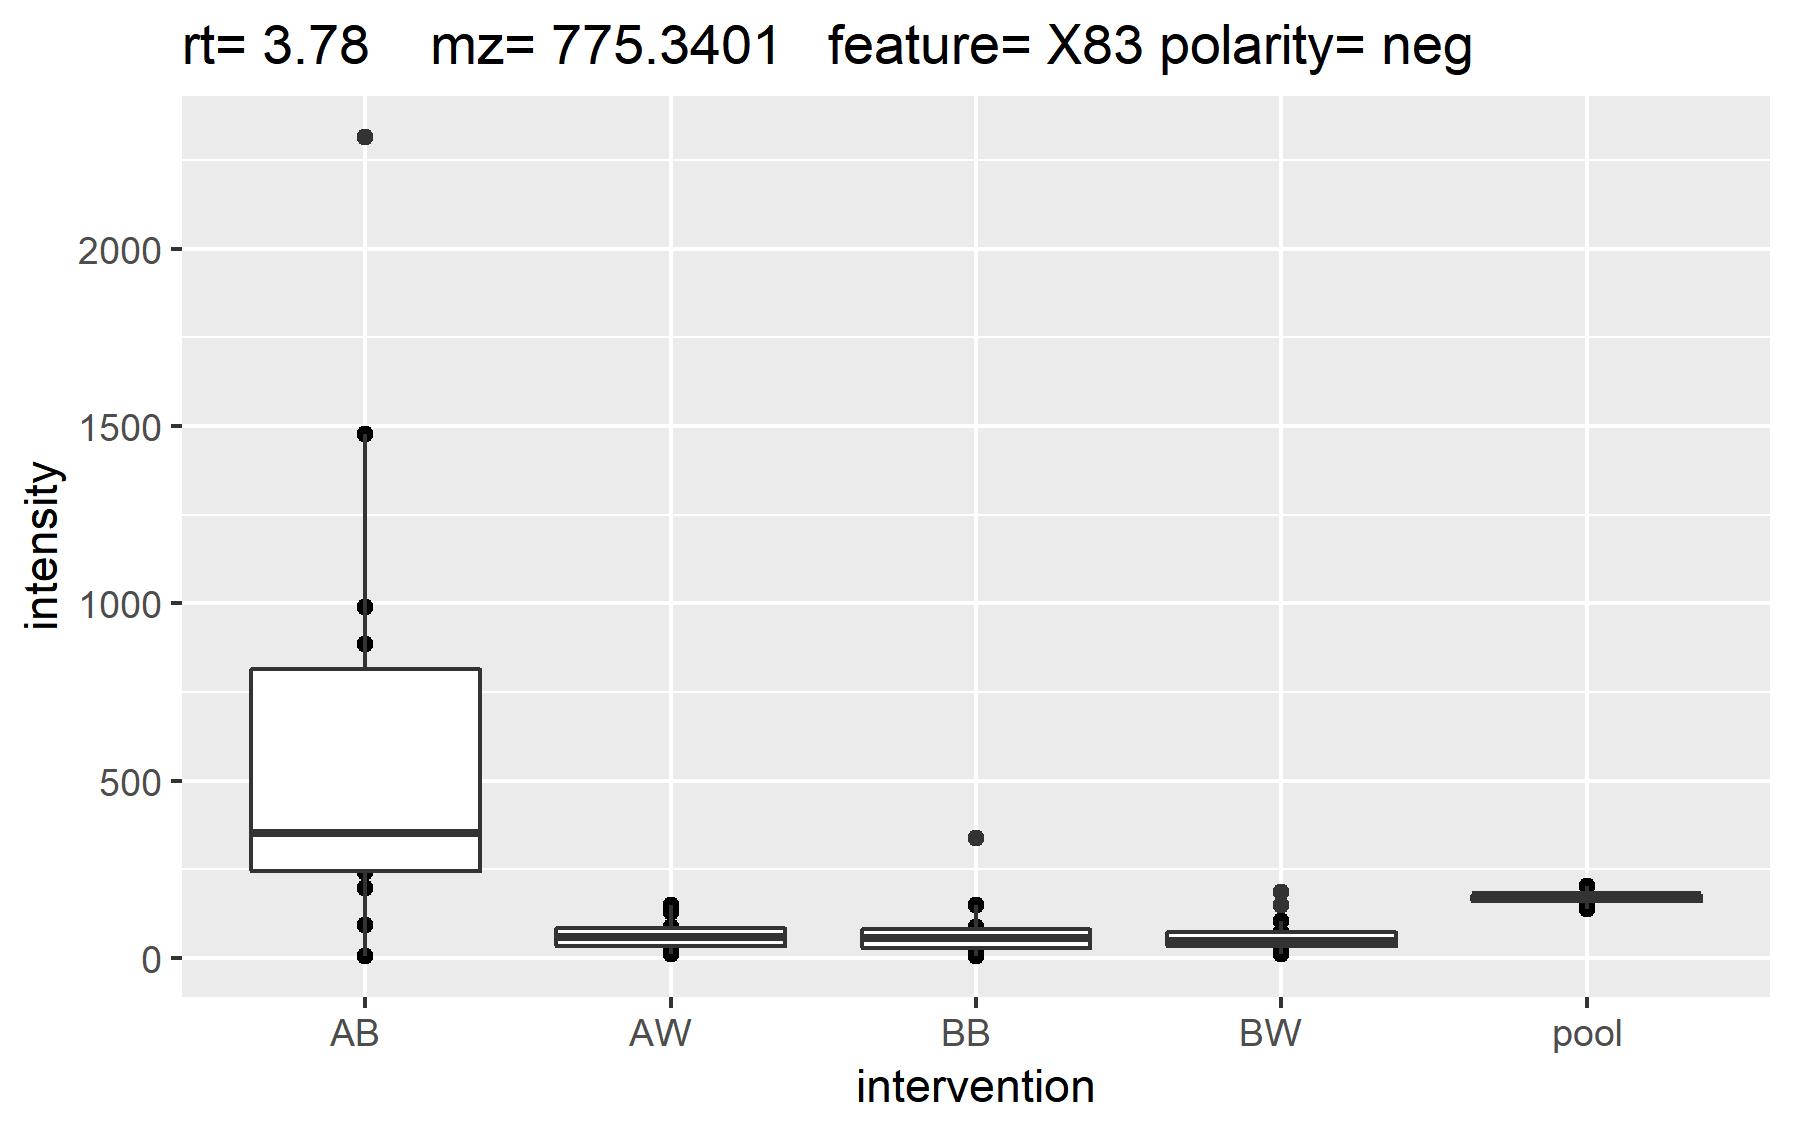 rt= 3.78    mz= 775.3401   feature= X83 polarity= neg
2000
1500
1000
500
0
intensity
AB AW BB BW pool
intervention